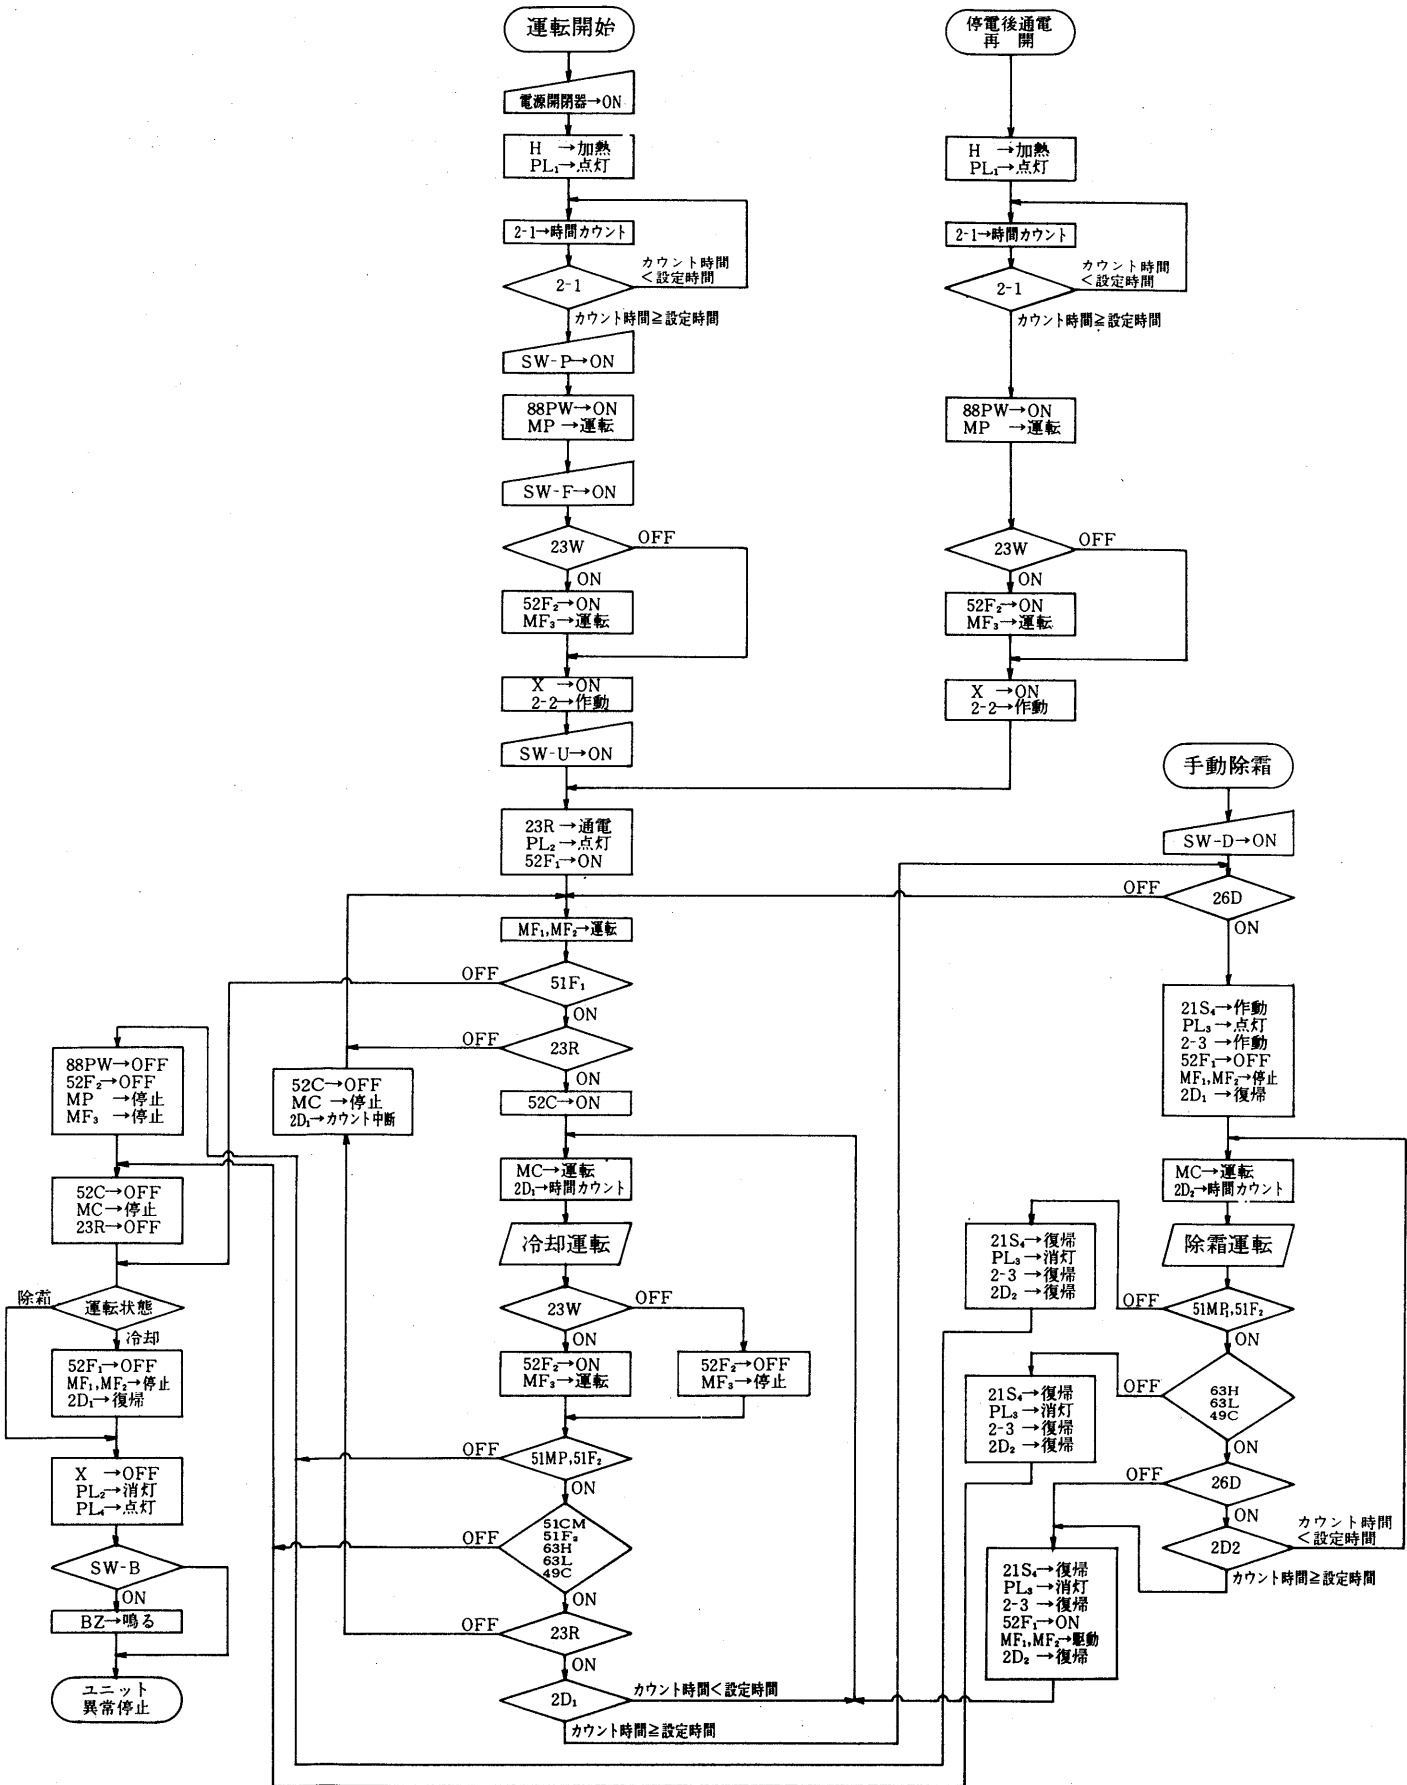 運転開始
電源開閉器→ON
H →加熱
PL₁→点灯
2-1→時間カウント
カウント時間
<設定時間
2-1
カウント時間≧設定時間
SW-P→ON
88PW→ON
MP →運転
SW-F→ON
23W
OFF
ON
52F₂→ON
MF₃→運転
X →ON
2-2→作動
SW-U→ON
停電後通電
再 開
H →加熱
PL₁→点灯
2-1→時間カウント
カウント時間
<設定時間
2-1
カウント時間≧設定時間
88PW→ON
MP →運転
23W
OFF
ON
52F₂→ON
MF₃→運転
X →ON
2-2→作動
23R→通電
PL₂→点灯
52F₁→ON
MF₁,MF₂→運転
OFF
51F₁
ON
OFF
23R
ON
52C→ON
52C→OFF
MC →停止
2D₁→カウント中断
MC→運転
2D₁→時間カウント
冷却運転
23W
OFF
ON
52F₂→ON
MF₃→運転
52F₂→OFF
MF₃→停止
OFF
51MP,51F₂
ON
OFF
51CM
51F₂
63H
63L
49C
ON
OFF
23R
ON
2D₁
カウント時間<設定時間
カウント時間≧設定時間
手動除霜
SW-D→ON
OFF
26D
ON
21S₄→作動
PL₃→点灯
2-3 →作動
52F₁→OFF
MF₁,MF₂→停止
2D₁ →復帰
MC→運転
2D₂→時間カウント
除霜運転
OFF
51MP,51F₂
ON
21S₄→復帰
PL₃→消灯
2-3 →復帰
2D₂ →復帰
OFF
63H
63L
49C
ON
21S₄→復帰
PL₃→消灯
2-3 →復帰
2D₂ →復帰
OFF
26D
ON
カウント時間
<設定時間
2D2
カウント時間≧設定時間
21S₄→復帰
PL₃→消灯
2-3 →復帰
52F₁→ON
MF₁,MF₂→駆動
2D₂ →復帰
88PW→OFF
52F₂→OFF
MP →停止
MF₃ →停止
52C→OFF
MC→停止
23R→OFF
除霜
運転状態
冷却
52F₁→OFF
MF₁,MF₂→停止
2D₁→復帰
X →OFF
PL₂→消灯
PL₄→点灯
SW-B
ON
BZ→鳴る
ユニット
異常停止